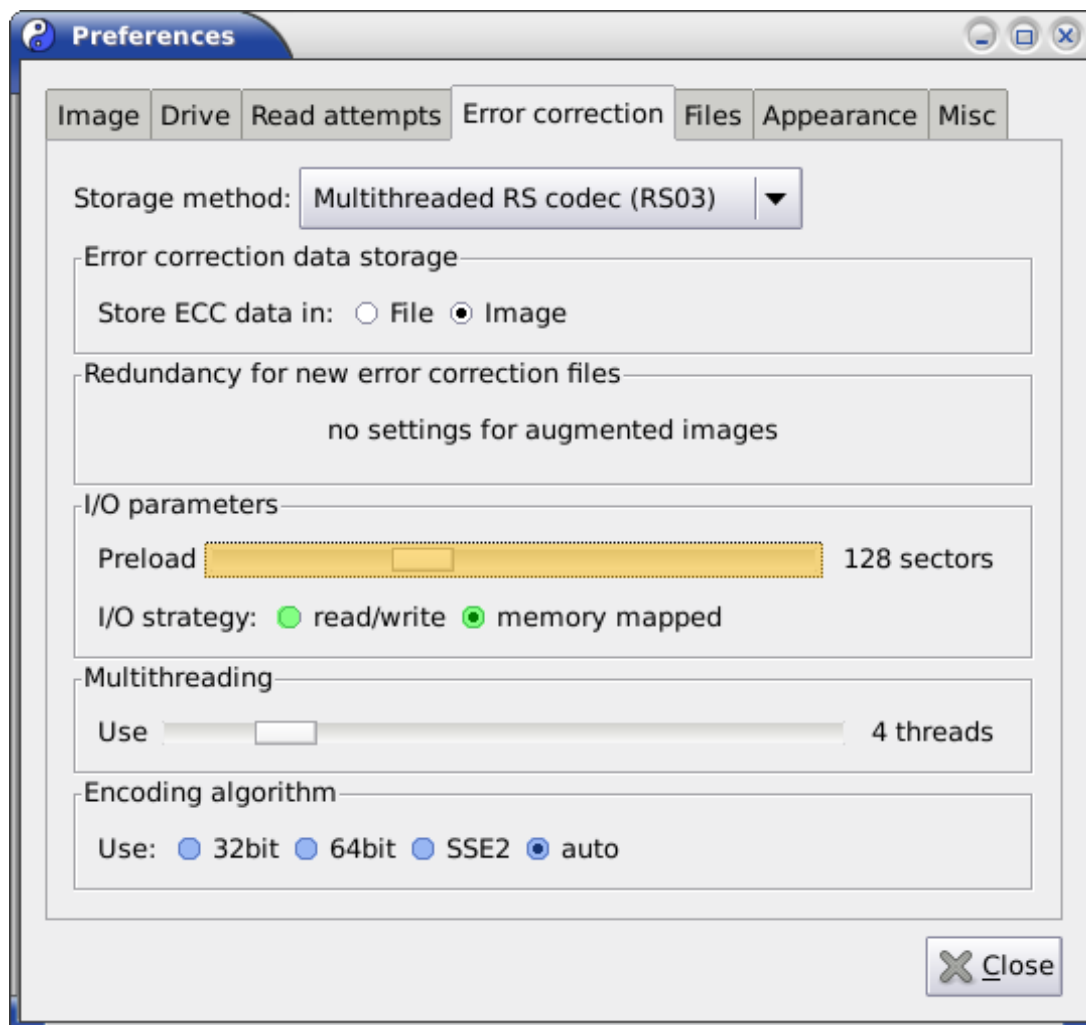 Preferences
Image Drive Read attempts Error correction Files Appearance Misc
Storage method: Multithreaded RS codec (RS03)
Error correction data storage
Store ECC data in: File Image
Redundancy for new error correction files
no settings for augmented images
I/O parameters
Preload 128 sectors
I/O strategy: read/write memory mapped
Multithreading
Use 4 threads
Encoding algorithm
Use: 32bit 64bit SSE2 auto
Close